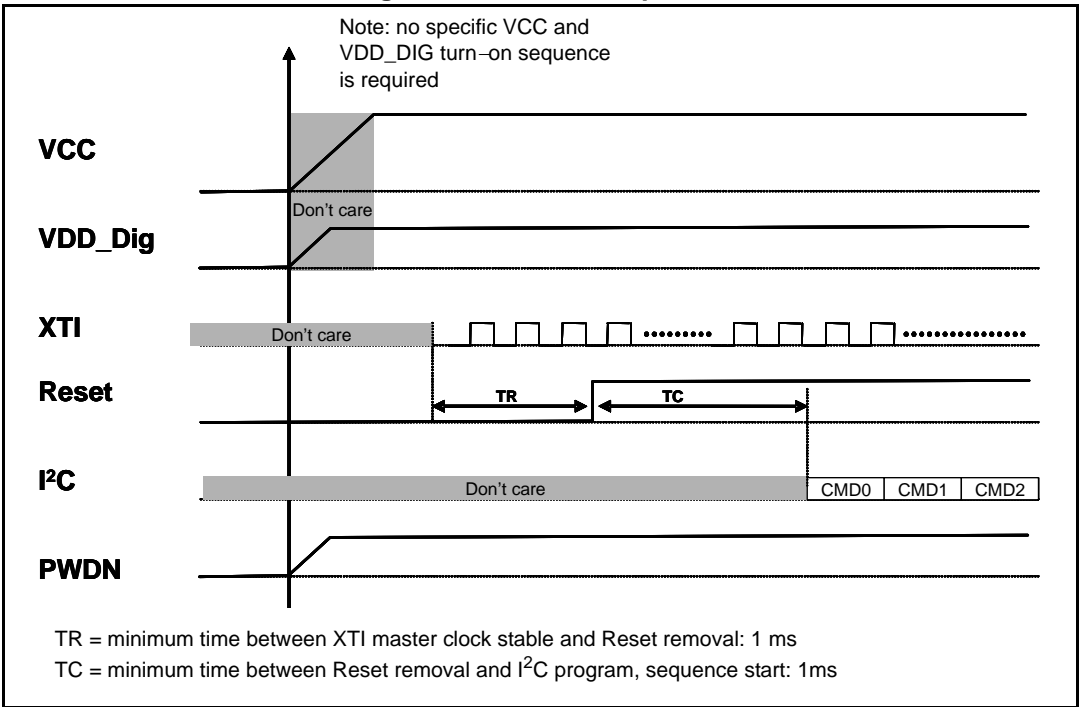 Note: no specific VCC and
VDD_DIG turn–on sequence
is required
VCC
Don't care
VDD_Dig
XTI
Don't care
Reset
TR
TC
I²C
Don't care
CMD0 CMD1 CMD2
PWDN
TR = minimum time between XTI master clock stable and Reset removal: 1 ms
TC = minimum time between Reset removal and I²C program, sequence start: 1ms